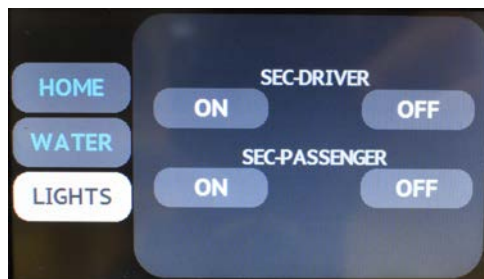 HOME
WATER
LIGHTS
SEC-DRIVER
ON OFF
SEC-PASSENGER
ON OFF